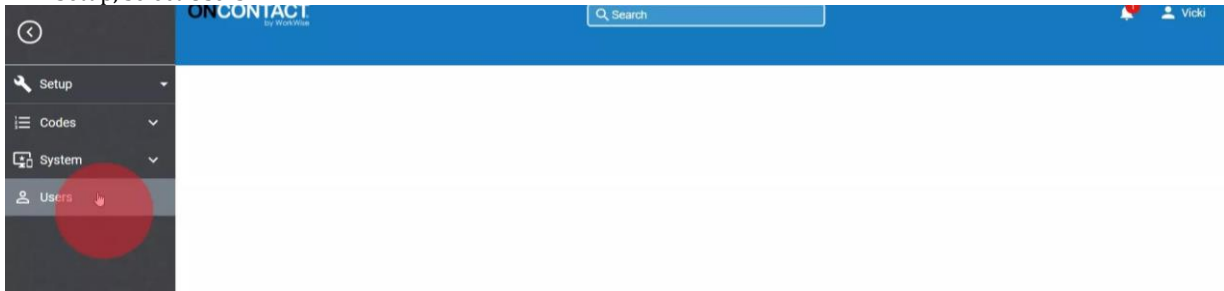 ONCONTACT
by WorkWise
Search
Vicki
Setup
Codes
System
Users